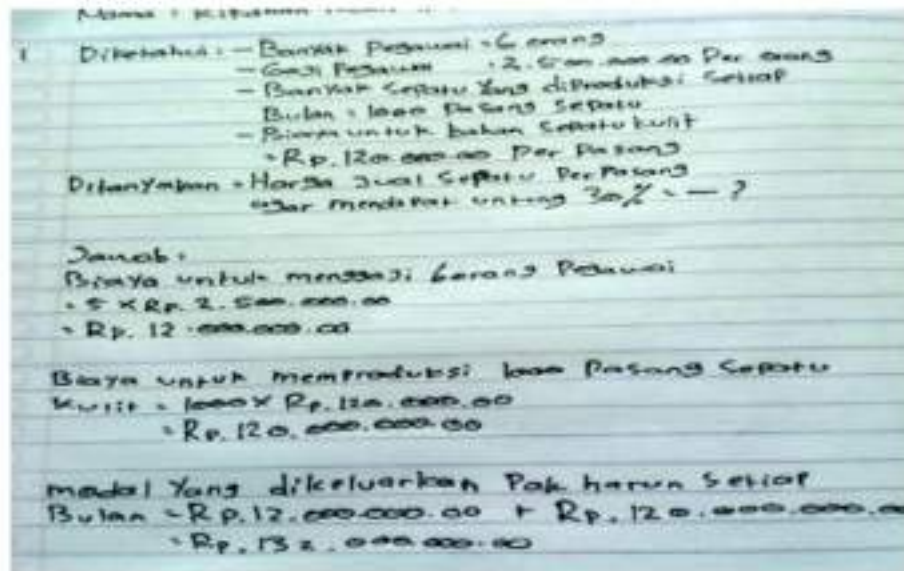 Nama :
1 Diketahui : - Banyak Pegawai = 6 orang
- Gaji Pegawai : 2.500.000.00 Per orang
- Banyak Sepatu Yang diProduksi Setiap
Bulan = 1000 Pasang Sepatu
- Biaya untuk bahan Sepatu kulit
= Rp. 120.000.00 Per Pasang
Ditanyakan = Harga Jual Sepatu PerPasang
agar mendapat untung 30% = — ?
Jawab :
Biaya untuk menggaji 6 orang Pegawai
= 5 x Rp. 2.500.000.00
= Rp. 12.000.000.00
Biaya untuk memProduksi 1000 Pasang Sepatu
Kulit = 1000 x Rp. 120.000.00
= Rp. 120.000.000.00
modal Yang dikeluarkan Pak harun Setiap
Bulan = Rp. 12.000.000.00 + Rp. 120.000.000.00
= Rp. 132.000.000.00